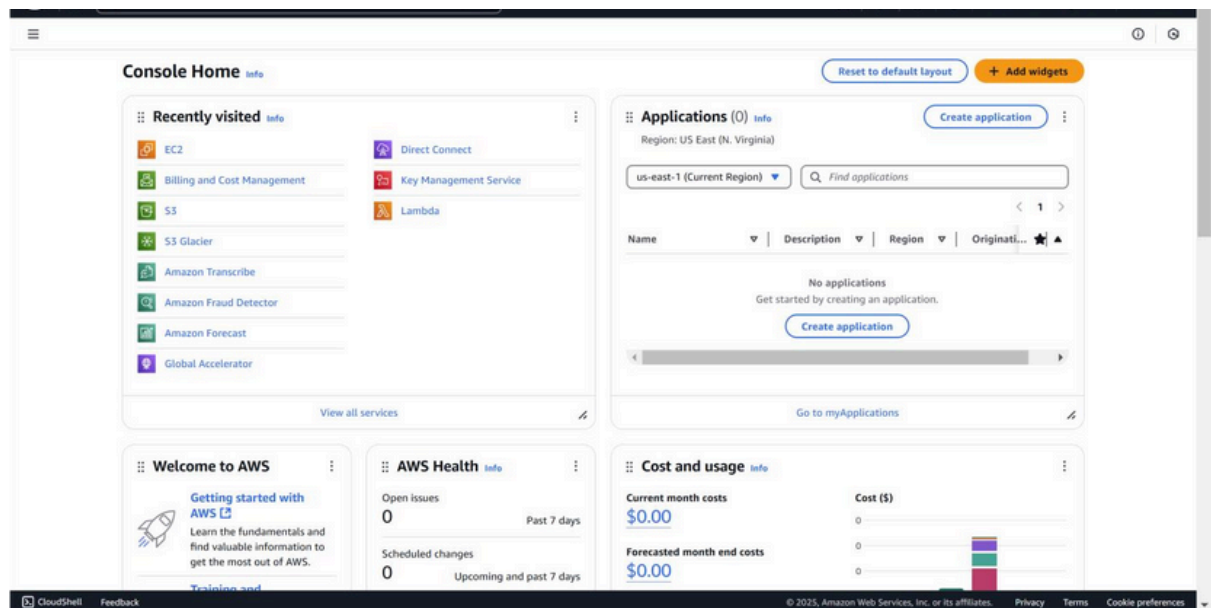 Console Home Info
Reset to default layout
+ Add widgets
Recently visited Info
EC2
Billing and Cost Management
S3
S3 Glacier
Amazon Transcribe
Amazon Fraud Detector
Amazon Forecast
Global Accelerator
Direct Connect
Key Management Service
Lambda
View all services
Applications (0) Info
Create application
Region: US East (N. Virginia)
us-east-1 (Current Region)
Find applications
1
Name Description Region Originati...
No applications
Get started by creating an application.
Create application
Go to myApplications
Welcome to AWS
Getting started with
AWS
Learn the fundamentals and
find valuable information to
get the most out of AWS.
Training and
AWS Health Info
Open issues
0 Past 7 days
Scheduled changes
0 Upcoming and past 7 days
Cost and usage Info
Current month costs
$0.00
Forecasted month end costs
$0.00
Cost ($)
0
0
0
CloudShell Feedback
© 2025, Amazon Web Services, Inc. or its affiliates. Privacy Terms Cookie preferences